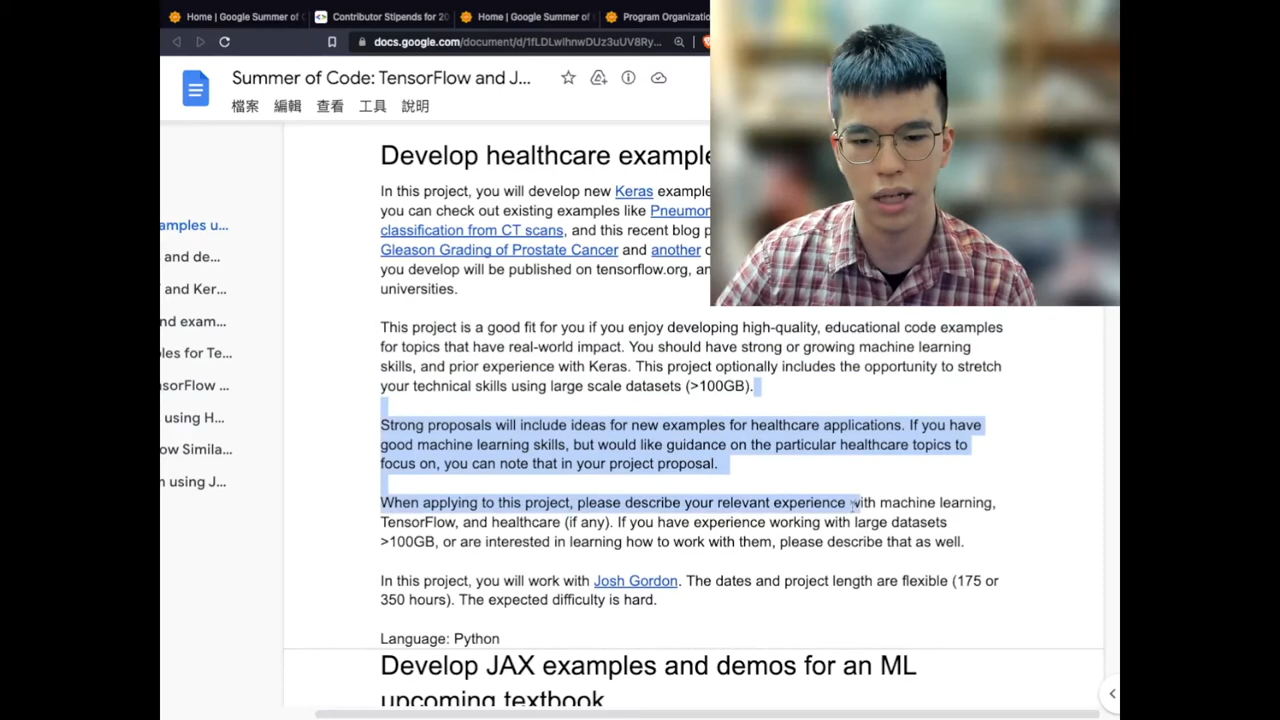 Home | Google Summer of C
Contributor Stipends for 20
Home | Google Summer of
Program Organizatio
docs.google.com/document/d/1fLDLwIhnwDUz3uUV8Ry...
Summer of Code: TensorFlow and J...
檔案 編輯 查看 工具 說明
amples u...
and de...
and Ker...
nd exam...
les for Te...
sorFlow ...
using H...
ow Simila...
n using J...
Develop healthcare example
In this project, you will develop new Keras example
you can check out existing examples like Pneumon
classification from CT scans, and this recent blog p
Gleason Grading of Prostate Cancer and another
you develop will be published on tensorflow.org, an
universities.
This project is a good fit for you if you enjoy developing high-quality, educational code examples
for topics that have real-world impact. You should have strong or growing machine learning
skills, and prior experience with Keras. This project optionally includes the opportunity to stretch
your technical skills using large scale datasets (>100GB).
Strong proposals will include ideas for new examples for healthcare applications. If you have
good machine learning skills, but would like guidance on the particular healthcare topics to
focus on, you can note that in your project proposal.
When applying to this project, please describe your relevant experience with machine learning,
TensorFlow, and healthcare (if any). If you have experience working with large datasets
>100GB, or are interested in learning how to work with them, please describe that as well.
In this project, you will work with Josh Gordon. The dates and project length are flexible (175 or
350 hours). The expected difficulty is hard.
Language: Python
Develop JAX examples and demos for an ML
upcoming textbook